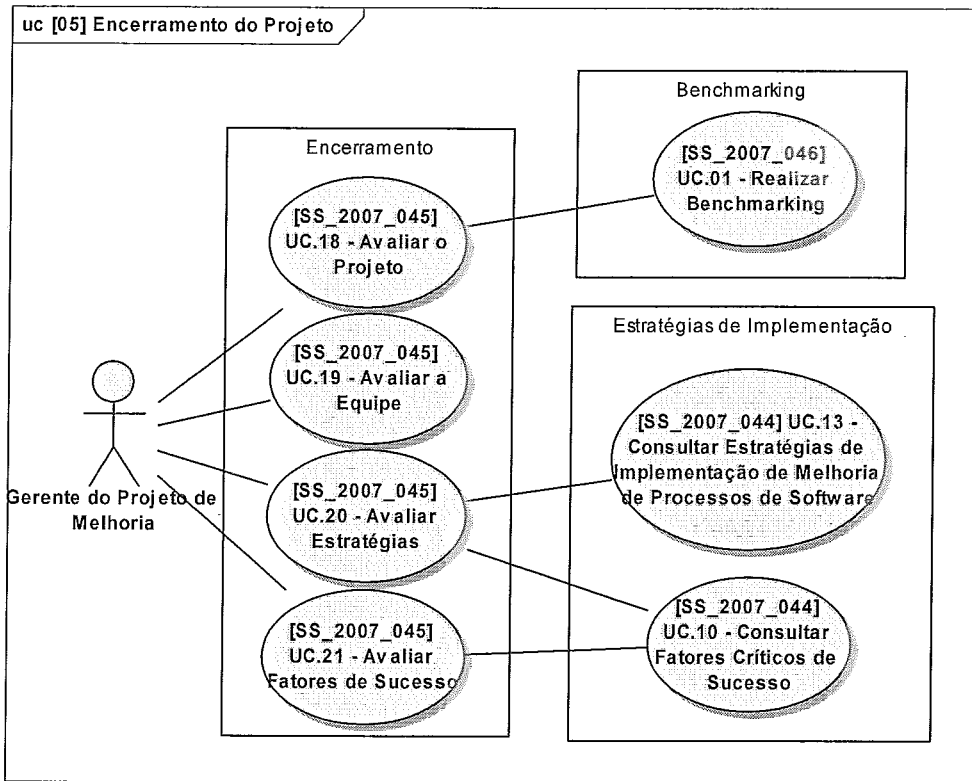 uc [05] Encerramento do Projeto
Benchmarking
[SS_2007_046]
UC.01 - Realizar
Benchmarking
Encerramento
[SS_2007_045]
UC.18 - Avaliar o
Projeto
[SS_2007_045]
UC.19 - Avaliar a
Equipe
[SS_2007_045]
UC.20 - Avaliar
Estratégias
[SS_2007_045]
UC.21 - Avaliar
Fatores de Sucesso
Estratégias de Implementação
[SS_2007_044] UC.13 -
Consultar Estratégias de
Implementação de Melhoria
de Processos de Software
[SS_2007_044]
UC.10 - Consultar
Fatores Críticos de
Sucesso
Gerente do Projeto de
Melhoria